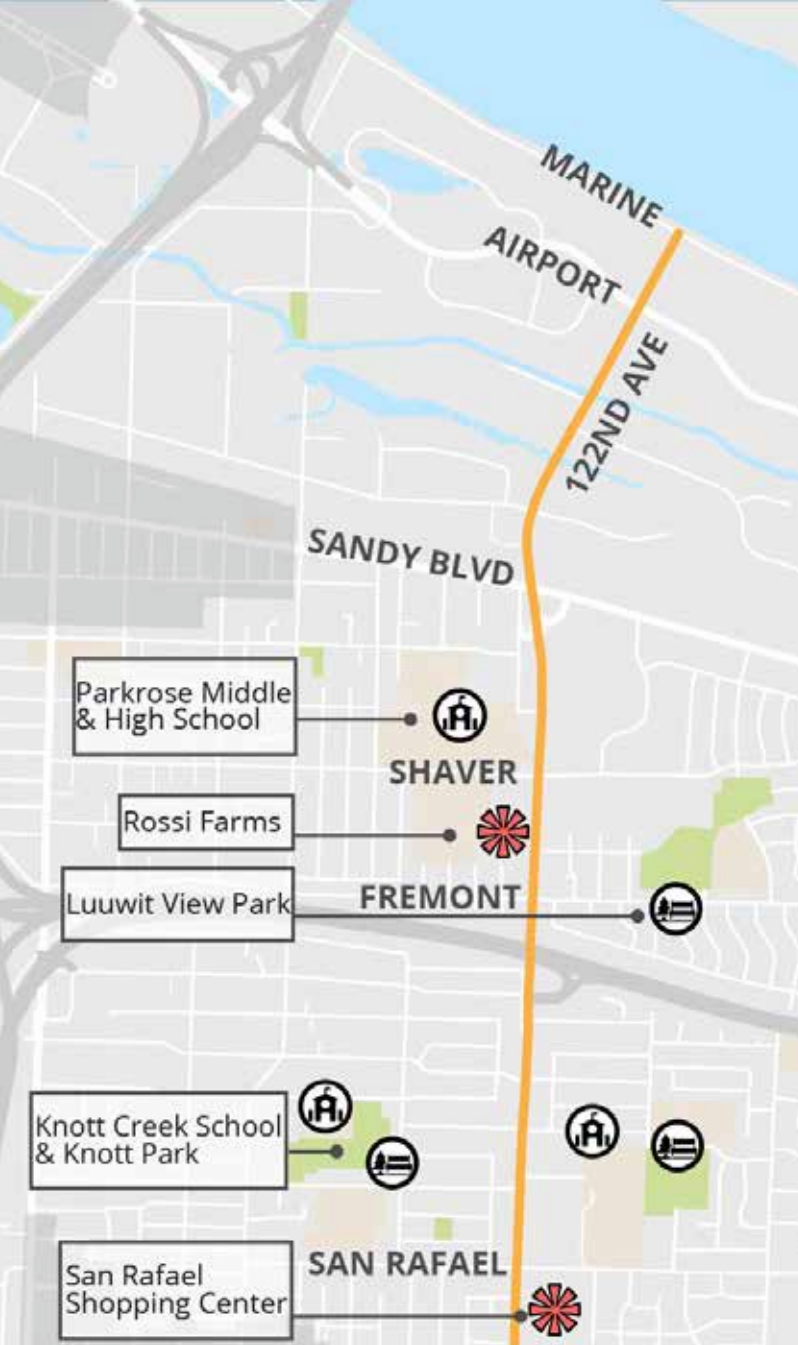 MARINE
AIRPORT
122ND AVE
SANDY BLVD
Parkrose Middle
& High School
SHAVER
Rossi Farms
Luuwit View Park
FREMONT
Knott Creek School
& Knott Park
SAN RAFAEL
San Rafael
Shopping Center